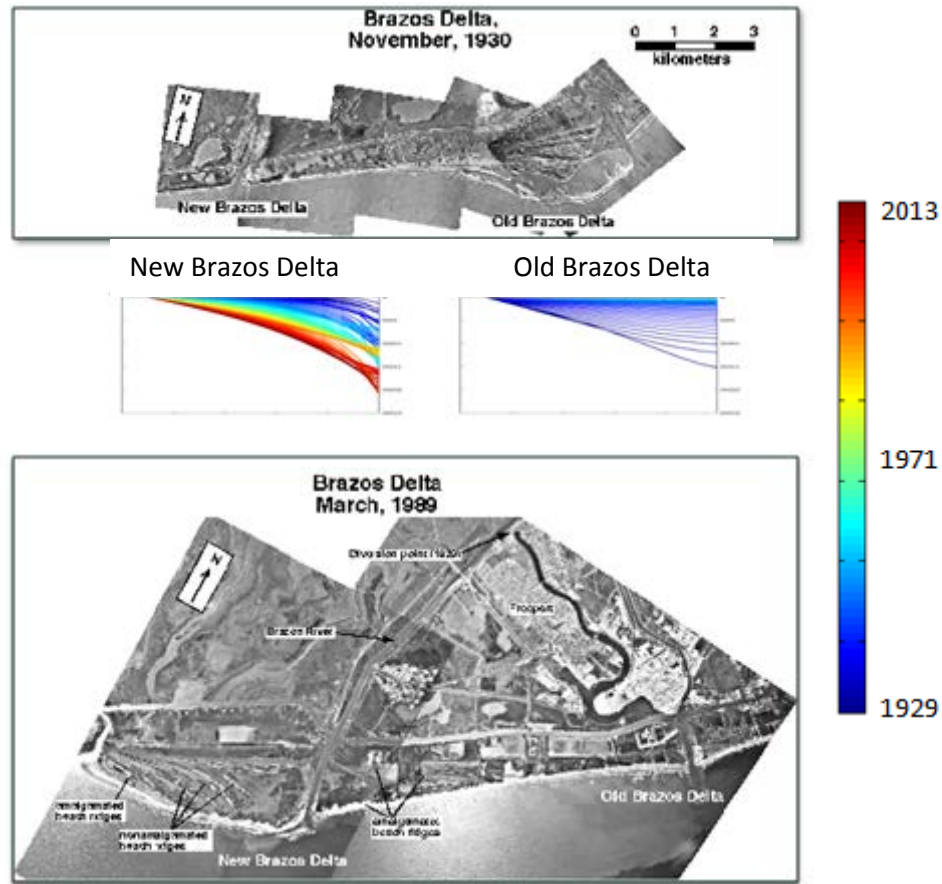 Brazos Delta,
November, 1930
0 1 2 3
kilometers
N
New Brazos Delta
Old Brazos Delta
New Brazos Delta
Old Brazos Delta
2013
1971
1929
Brazos Delta
March, 1989
N
Diversion point (1929)
Freeport
Brazos River
Old Brazos Delta
amalgamated
beach ridges
nonamalgamated
beach ridges
amalgamated
beach ridges
New Brazos Delta